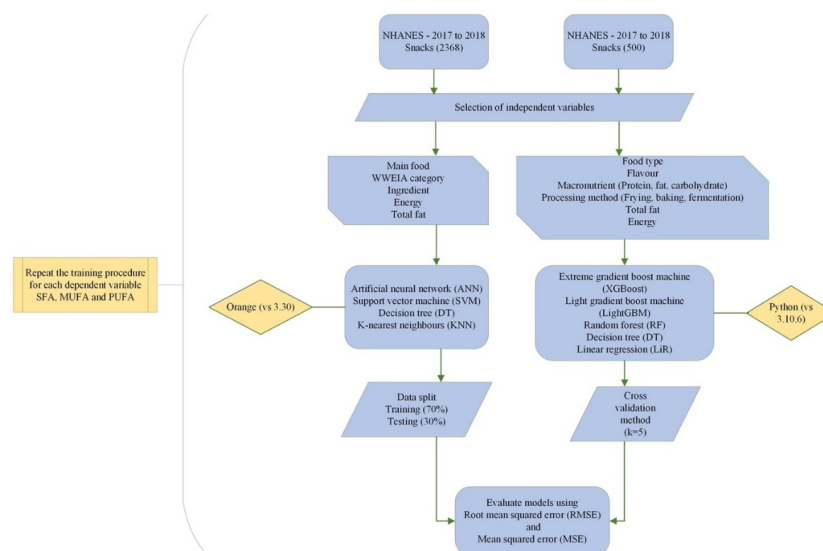 NHANES - 2017 to 2018
Snacks (2368)
NHANES - 2017 to 2018
Snacks (500)
Selection of independent variables
Main food
WWEIA category
Ingredient
Energy
Total fat
Food type
Flavour
Macronutrient (Protein, fat, carbohydrate)
Processing method (Frying, baking, fermentation)
Total fat
Energy
Repeat the training procedure
for each dependent variable
SFA, MUFA and PUFA
Orange (vs 3.30)
Artificial neural network (ANN)
Support vector machine (SVM)
Decision tree (DT)
K-nearest neighbours (KNN)
Extreme gradient boost machine
(XGBoost)
Light gradient boost machine
(LightGBM)
Random forest (RF)
Decision tree (DT)
Linear regression (LiR)
Python (vs
3.10.6)
Data split
Training (70%)
Testing (30%)
Cross
validation
method
(k=5)
Evaluate models using
Root mean squared error (RMSE)
and
Mean squared error (MSE)